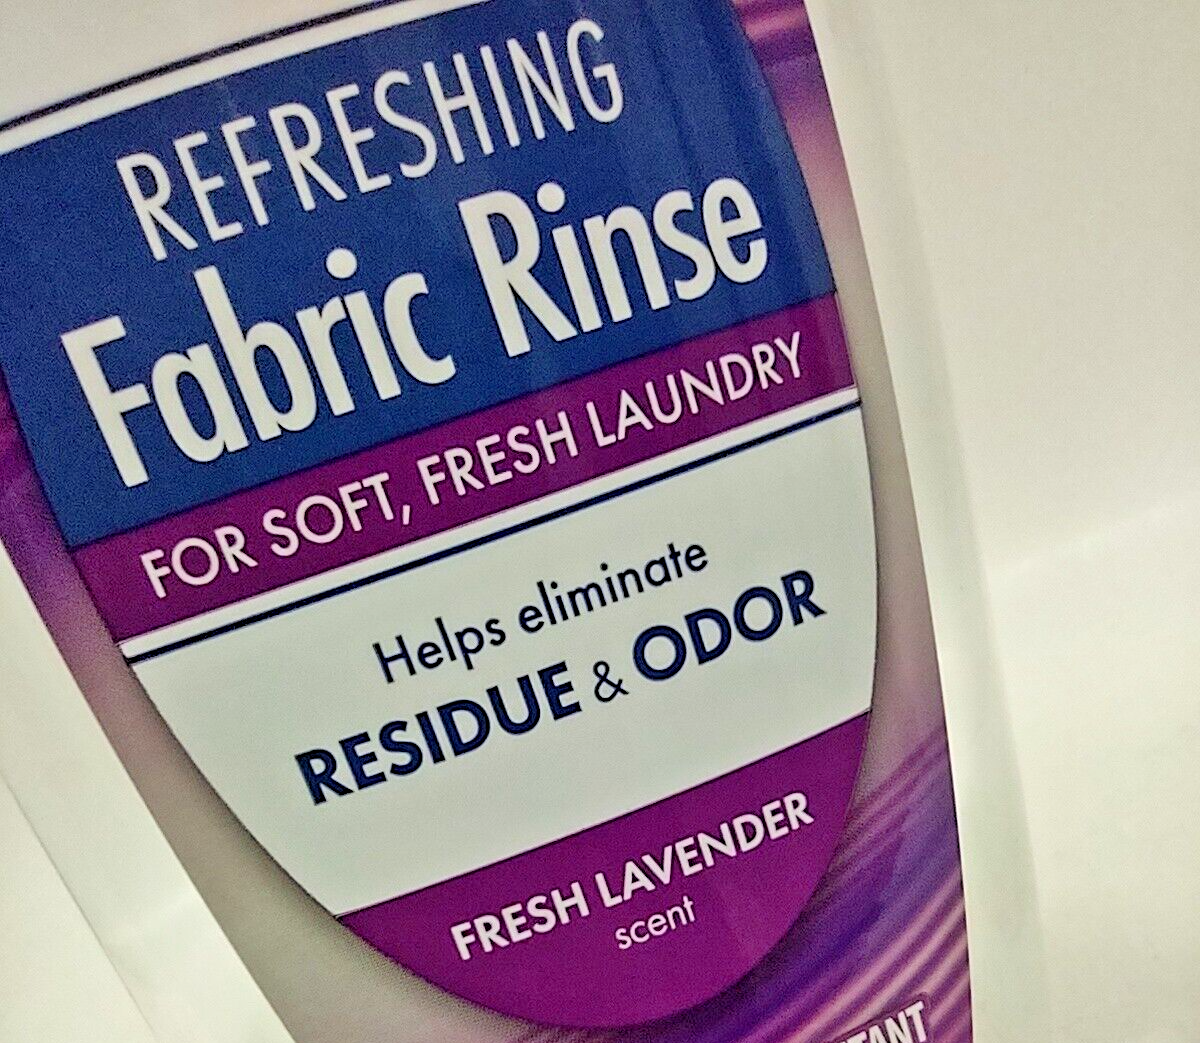 REFRESHING
Fabric Rinse
FOR SOFT, FRESH LAUNDRY
Helps eliminate
RESIDUE & ODOR
FRESH LAVENDER
scent